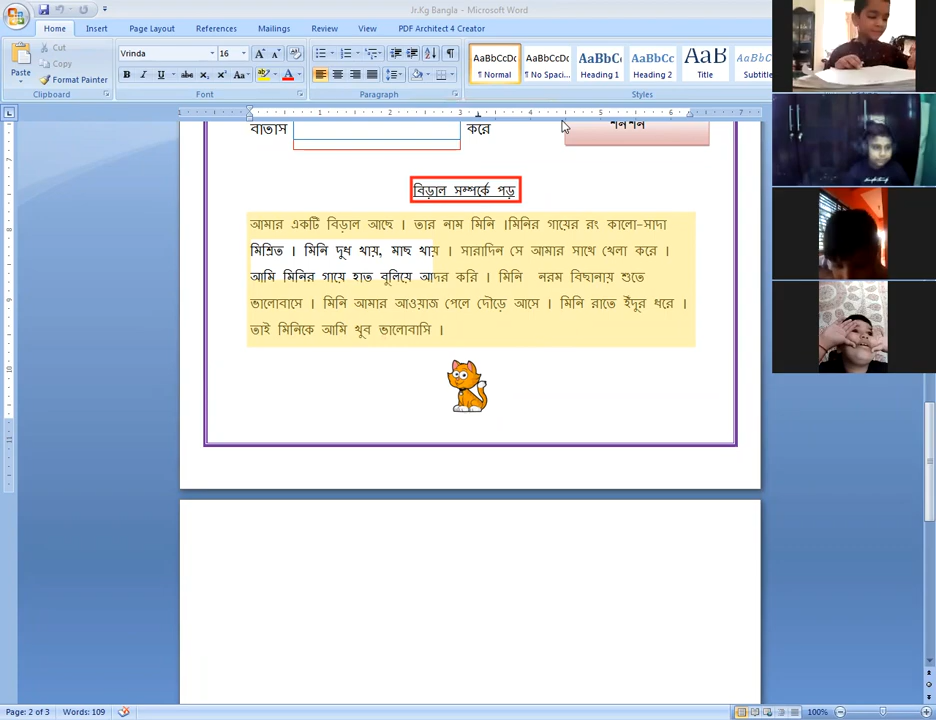 Jr.Kg Bangla - Microsoft Word
Home Insert Page Layout References Mailings Review View PDF Architect 4 Creator
Paste
Cut
Copy
Format Painter
Clipboard
Vrinda 16
Font
Paragraph
AaBbCcDc AaBbCcDc AaBbC AaBbCc AaB AaBbCc
¶ Normal ¶ No Spaci... Heading 1 Heading 2 Title Subtitle
Styles
বাতাস করে
বিড়াল সম্পর্কে পড়
আমার একটি বিড়াল আছে । তার নাম মিনি ।মিনির গায়ের রং কালো-সাদা
মিশ্রিত । মিনি দুধ খায়, মাছ খায় । সারাদিন সে আমার সাথে খেলা করে ।
আমি মিনির গায়ে হাত বুলিয়ে আদর করি । মিনি নরম বিছানায় শুতে
ভালোবাসে । মিনি আমার আওয়াজ পেলে দৌড়ে আসে । মিনি রাতে ইঁদুর ধরে ।
তাই মিনিকে আমি খুব ভালোবাসি ।
Page: 2 of 3 Words: 109 100%